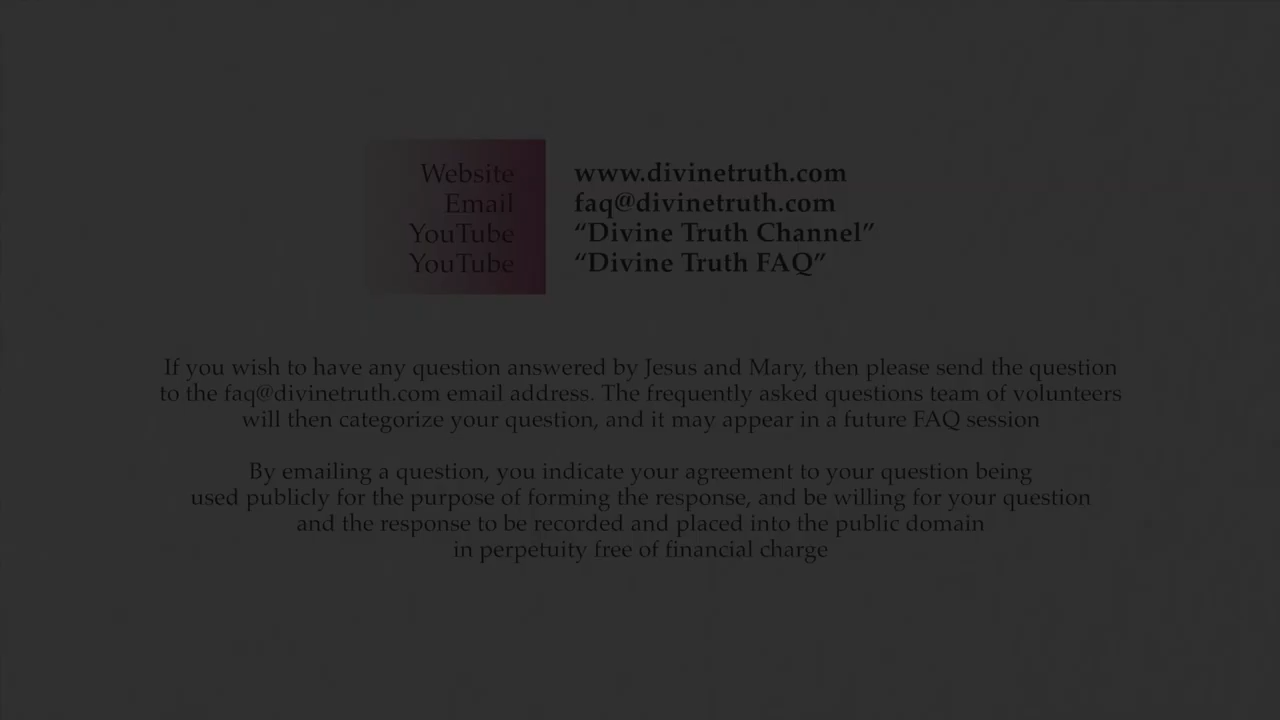 Website www.divinetruth.com
Email faq@divinetruth.com
YouTube “Divine Truth Channel”
YouTube “Divine Truth FAQ”
If you wish to have any question answered by Jesus and Mary, then please send the question
to the faq@divinetruth.com email address. The frequently asked questions team of volunteers
will then categorize your question, and it may appear in a future FAQ session
By emailing a question, you indicate your agreement to your question being
used publicly for the purpose of forming the response, and be willing for your question
and the response to be recorded and placed into the public domain
in perpetuity free of financial charge